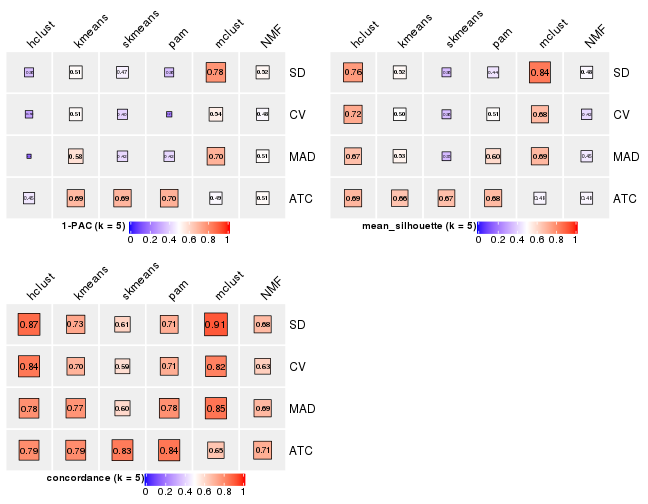 hclust kmeans skmeans pam mclust NMF
0.51 0.47 0.78 0.52 SD
0.51 0.54 0.48 CV
0.58 0.70 0.51 MAD
0.45 0.69 0.69 0.70 0.49 0.51 ATC
1-PAC (k = 5)
0 0.2 0.4 0.6 0.8 1
hclust kmeans skmeans pam mclust NMF
0.76 0.52 0.44 0.84 0.48 SD
0.72 0.50 0.51 0.68 CV
0.67 0.53 0.60 0.69 0.45 MAD
0.69 0.66 0.67 0.68 ATC
mean_silhouette (k = 5)
0 0.2 0.4 0.6 0.8 1
hclust kmeans skmeans pam mclust NMF
0.87 0.73 0.61 0.71 0.91 0.68 SD
0.84 0.70 0.59 0.71 0.82 0.63 CV
0.78 0.77 0.60 0.78 0.85 0.69 MAD
0.79 0.79 0.83 0.84 0.65 0.71 ATC
concordance (k = 5)
0 0.2 0.4 0.6 0.8 1